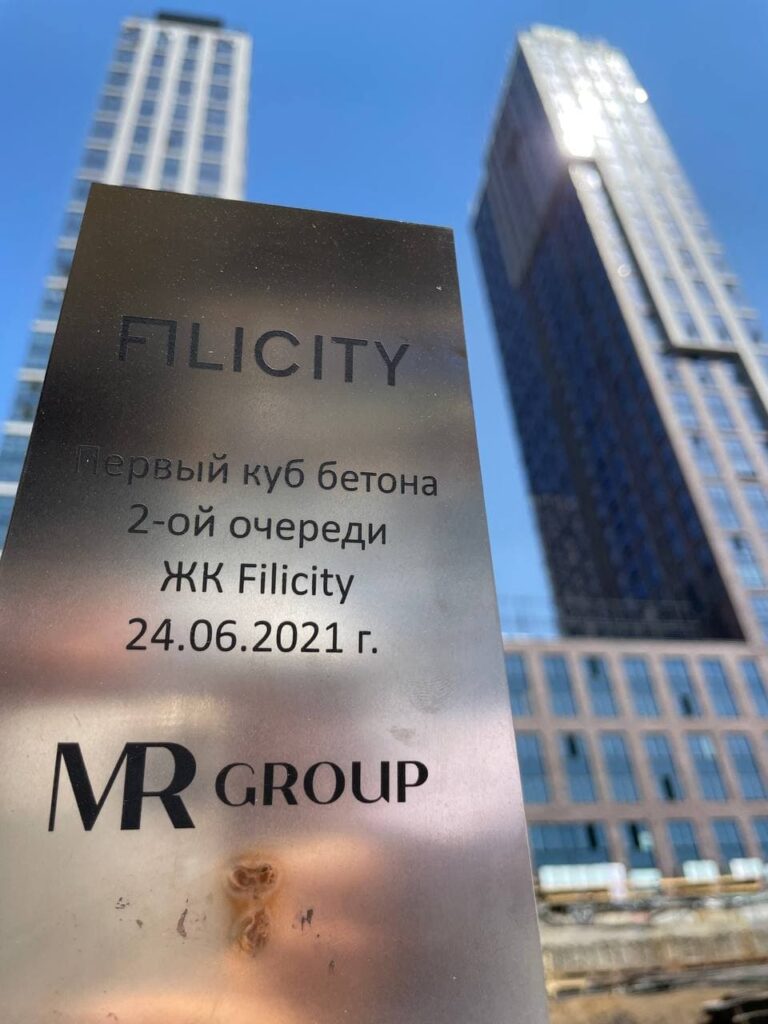 FILICITY
Первый куб бетона
2-ой очереди
ЖК Filicity
24.06.2021 г.
MR GROUP